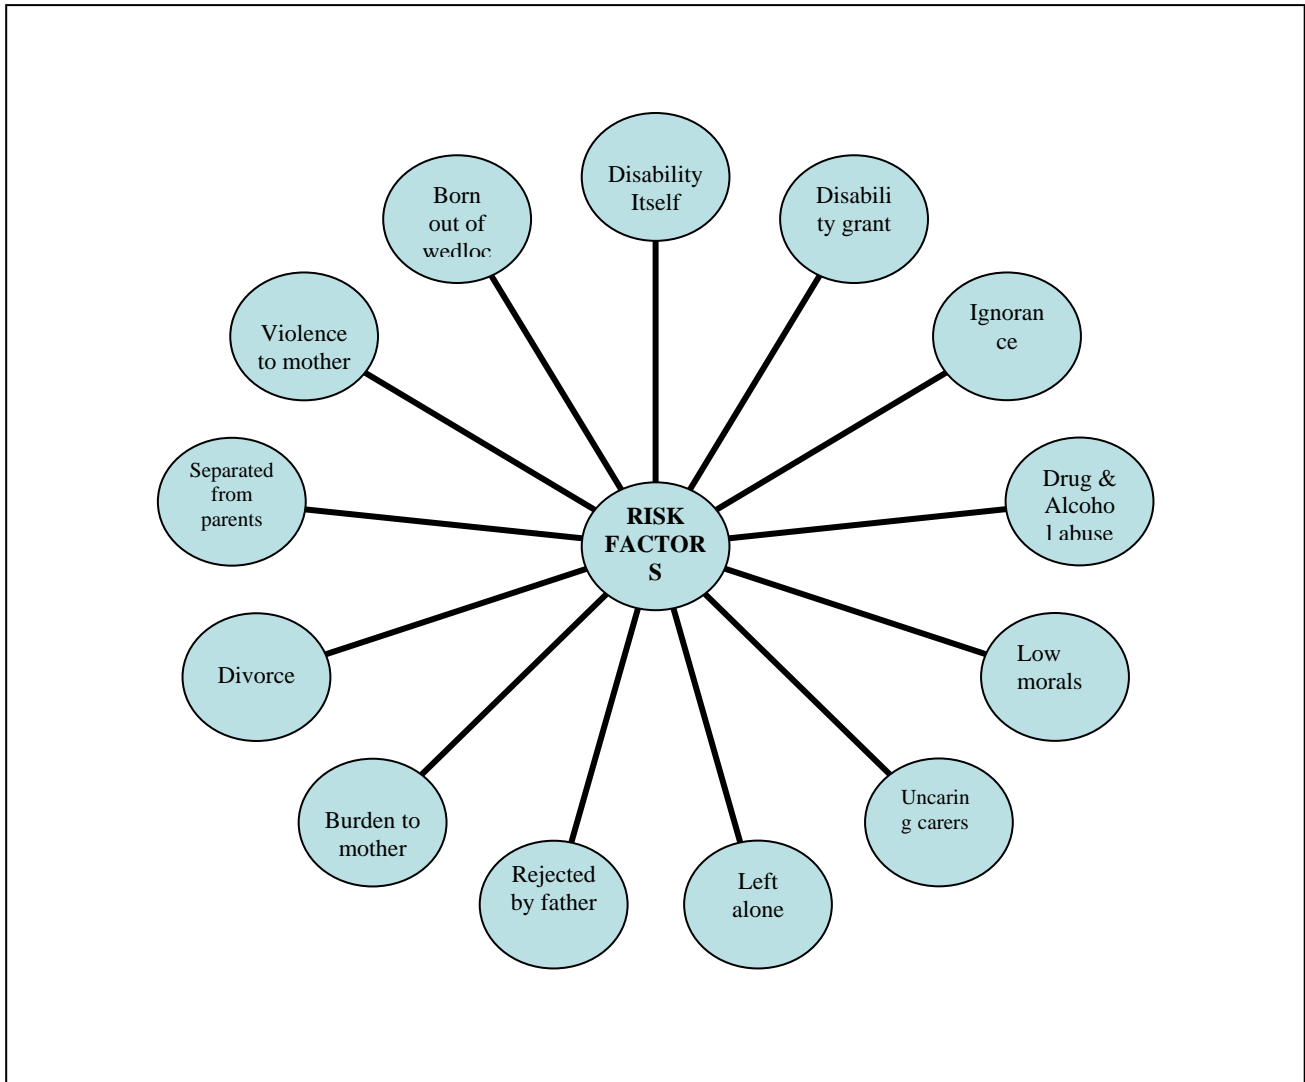 Disability
Itself
Disabili
ty grant
Ignoran
ce
Drug &
Alcoho
l abuse
Low
morals
Uncarin
g carers
Left
alone
Rejected
by father
Burden to
mother
Divorce
Separated
from
parents
Violence
to mother
Born
out of
wedloc
RISK
FACTOR
S